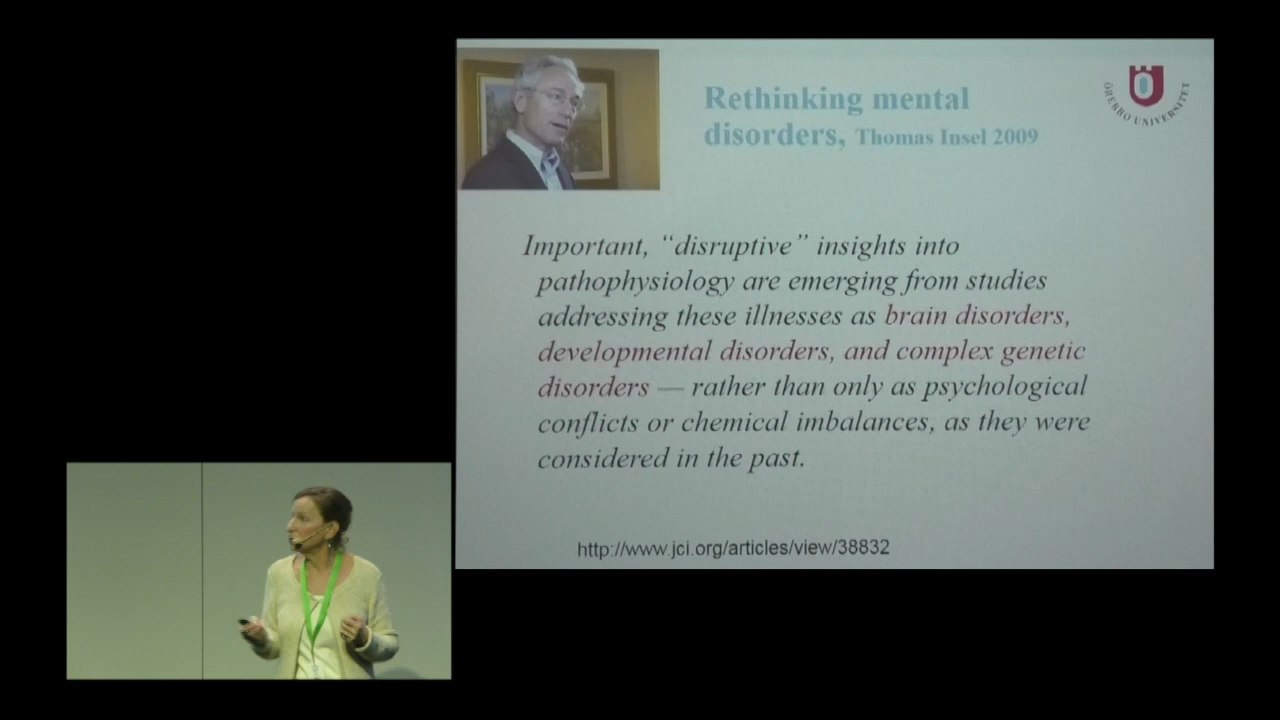 Rethinking mental
disorders, Thomas Insel 2009
ÖREBRO UNIVERSITET
Important, “disruptive” insights into
pathophysiology are emerging from studies
addressing these illnesses as brain disorders,
developmental disorders, and complex genetic
disorders — rather than only as psychological
conflicts or chemical imbalances, as they were
considered in the past.
http://www.jci.org/articles/view/38832